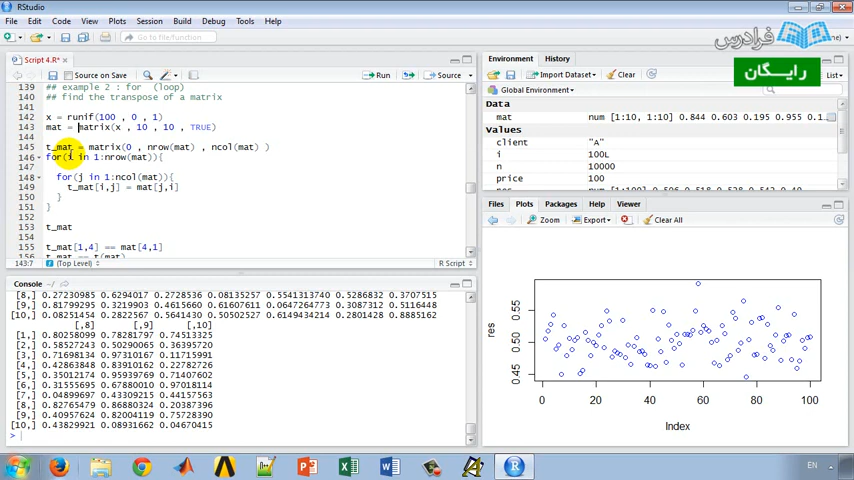 RStudio
File Edit Code View Plots Session Build Debug Tools Help
Go to file/function
فرادرس
رایــگان
Script 4.R*
Source on Save
Run
Source
139 ## example 2 : for (loop)
140 ## find the transpose of a matrix
141
142 x = runif(100 , 0 , 1)
143 mat = matrix(x , 10 , 10 , TRUE)
144
145 t_mat = matrix(0 , nrow(mat) , ncol(mat) )
146 for(i in 1:nrow(mat)){
147
148 for(j in 1:ncol(mat)){
149 t_mat[i,j] = mat[j,i]
150 }
151 }
152
153 t_mat
154
155 t_mat[1,4] == mat[4,1]
156 t_mat == t(mat)
143:7 (Top Level) R Script
Console ~/
[8,] 0.27230985 0.6294017 0.2728536 0.08135252 0.5541313740 0.5286832 0.3707515
[9,] 0.81799295 0.3219903 0.4615660 0.61607611 0.0647264773 0.3087312 0.5116448
[10,] 0.08251454 0.2822567 0.5641430 0.50502527 0.6149434214 0.2801428 0.8885162
[,8] [,9] [,10]
[1,] 0.80258099 0.78281797 0.74513325
[2,] 0.58527243 0.50290065 0.36395720
[3,] 0.71698134 0.97310167 0.11715991
[4,] 0.42863848 0.83910162 0.22782726
[5,] 0.35012174 0.95939656 0.71407602
[6,] 0.31555695 0.67880010 0.97018114
[7,] 0.04899697 0.43309215 0.44157563
[8,] 0.82765479 0.86880324 0.20387396
[9,] 0.40957624 0.82004119 0.75728390
[10,] 0.43829921 0.08931662 0.04670415
>
Environment History
Import Dataset Clear List
Global Environment
Data
mat num [1:10, 1:10] 0.844 0.603 0.195 0.955 0.1
Values
client "A"
i 100L
n 10000
price 100
Files Plots Packages Help Viewer
Zoom Export Clear All
res
0.55
0.50
0.45
0 20 40 60 80 100
Index
EN